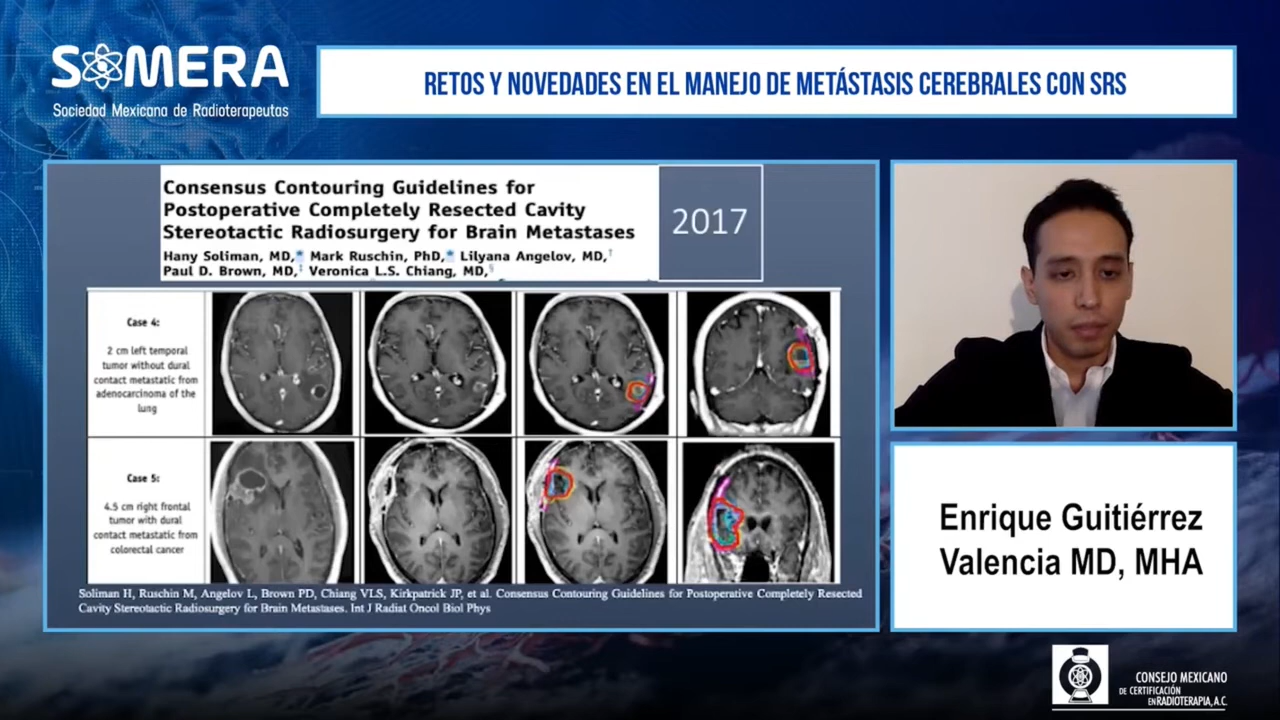 SOMERA
Sociedad Mexicana de Radioterapeutas
RETOS Y NOVEDADES EN EL MANEJO DE METÁSTASIS CEREBRALES CON SRS
Consensus Contouring Guidelines for
Postoperative Completely Resected Cavity
Stereotactic Radiosurgery for Brain Metastases
Hany Soliman, MD,* Mark Ruschin, PhD,* Lilyana Angelov, MD,†
Paul D. Brown, MD,‡ Veronica L.S. Chiang, MD,§
2017
Case 4:
2 cm left temporal
tumor without dural
contact metastatic from
adenocarcinoma of the
lung
Case 5:
4.5 cm right frontal
tumor with dural
contact metastatic from
colorectal cancer
Soliman H, Ruschin M, Angelov L, Brown PD, Chiang VLS, Kirkpatrick JP, et al. Consensus Contouring Guidelines for Postoperative Completely Resected
Cavity Stereotactic Radiosurgery for Brain Metastases. Int J Radiat Oncol Biol Phys
Enrique Guitiérrez
Valencia MD, MHA
CONSEJO MEXICANO
DE CERTIFICACIÓN
EN RADIOTERAPIA, A.C.